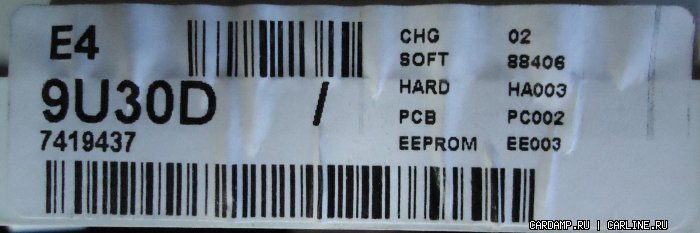 E4
9U30D /
7419437
CHG 02
SOFT 88406
HARD HA003
PCB PC002
EEPROM EE003
CARDAMP.RU | CARLINE.RU